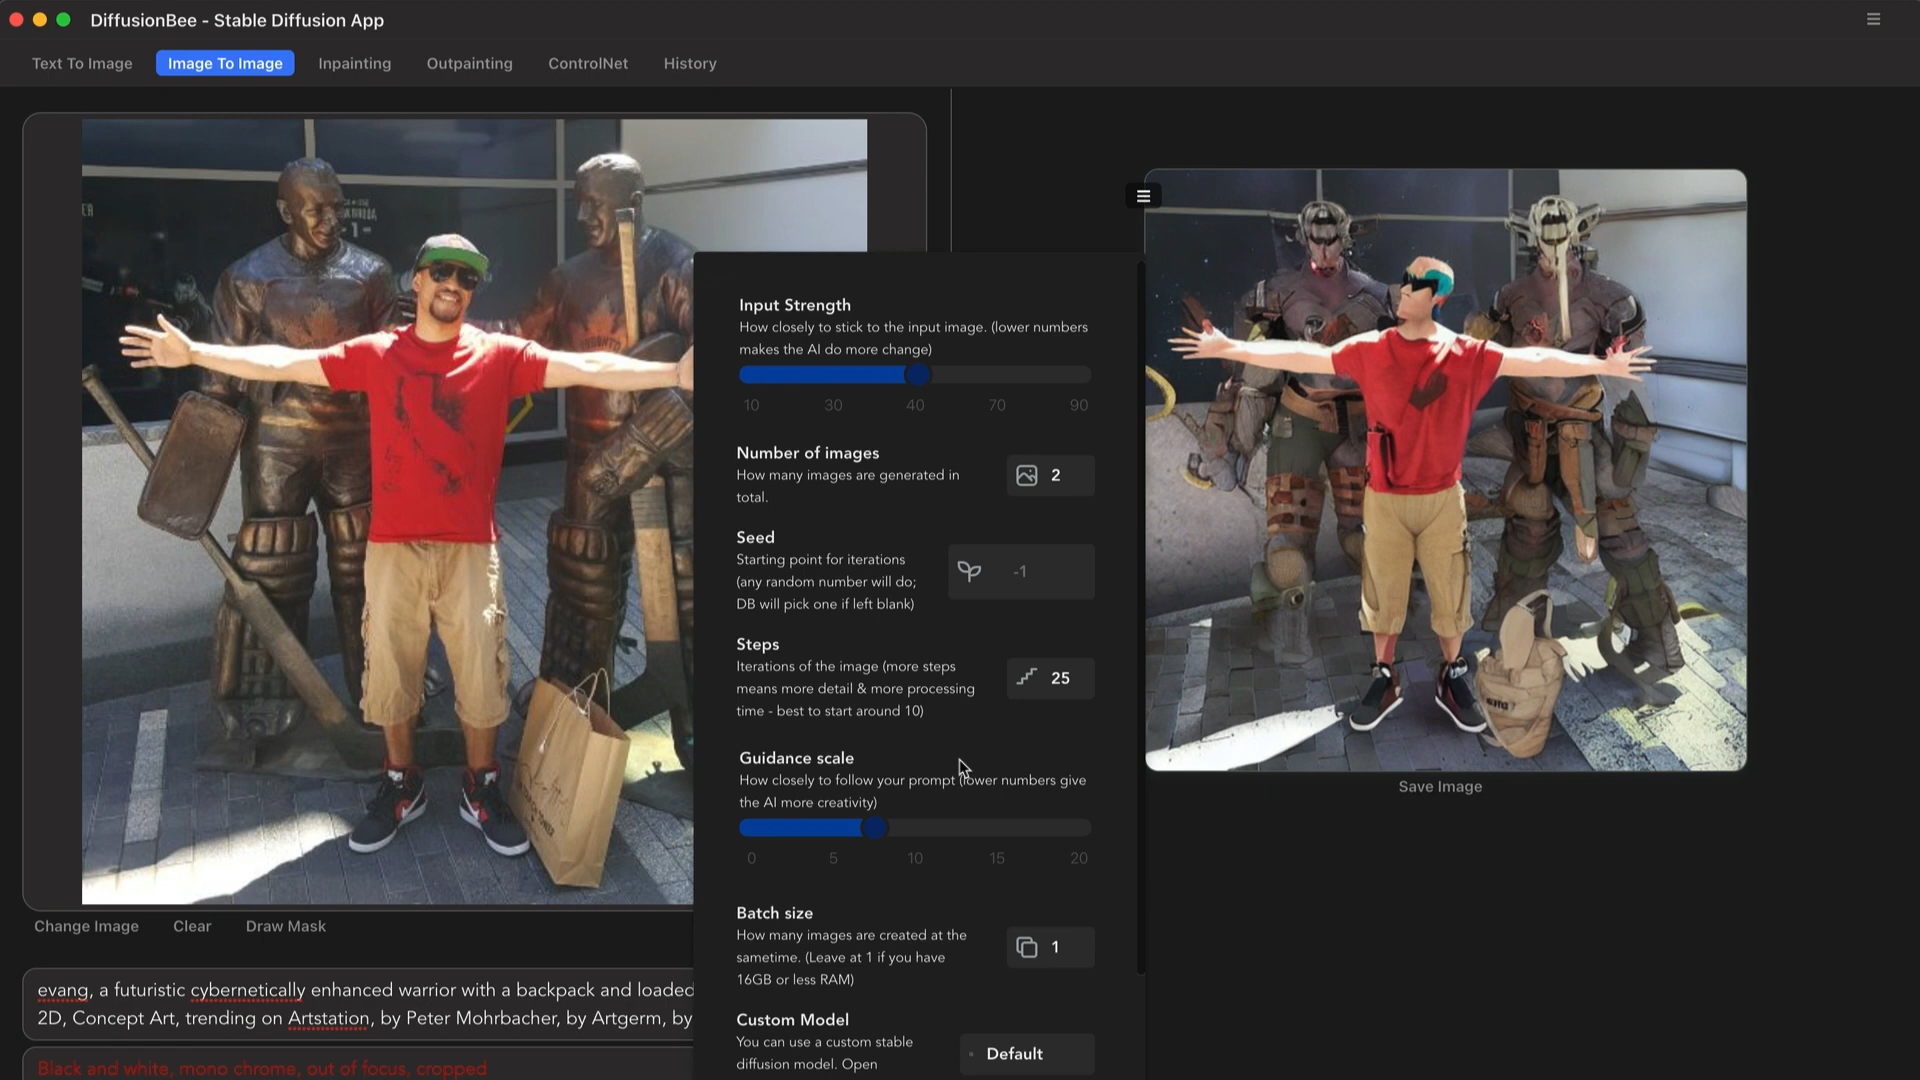 DiffusionBee - Stable Diffusion App
Text To Image
Image To Image
Inpainting
Outpainting
ControlNet
History
Input Strength
How closely to stick to the input image. (lower numbers
makes the AI do more change)
10 30 40 70 90
Number of images
How many images are generated in
total.
2
Seed
Starting point for iterations
(any random number will do;
DB will pick one if left blank)
-1
Steps
Iterations of the image (more steps
means more detail & more processing
time - best to start around 10)
25
Guidance scale
How closely to follow your prompt (lower numbers give
the AI more creativity)
0 5 10 15 20
Batch size
How many images are created at the
sametime. (Leave at 1 if you have
16GB or less RAM)
1
Custom Model
You can use a custom stable
diffusion model. Open
Default
Save Image
Change Image
Clear
Draw Mask
evang, a futuristic cybernetically enhanced warrior with a backpack and loaded
2D, Concept Art, trending on Artstation, by Peter Mohrbacher, by Artgerm, by
Black and white, mono chrome, out of focus, cropped